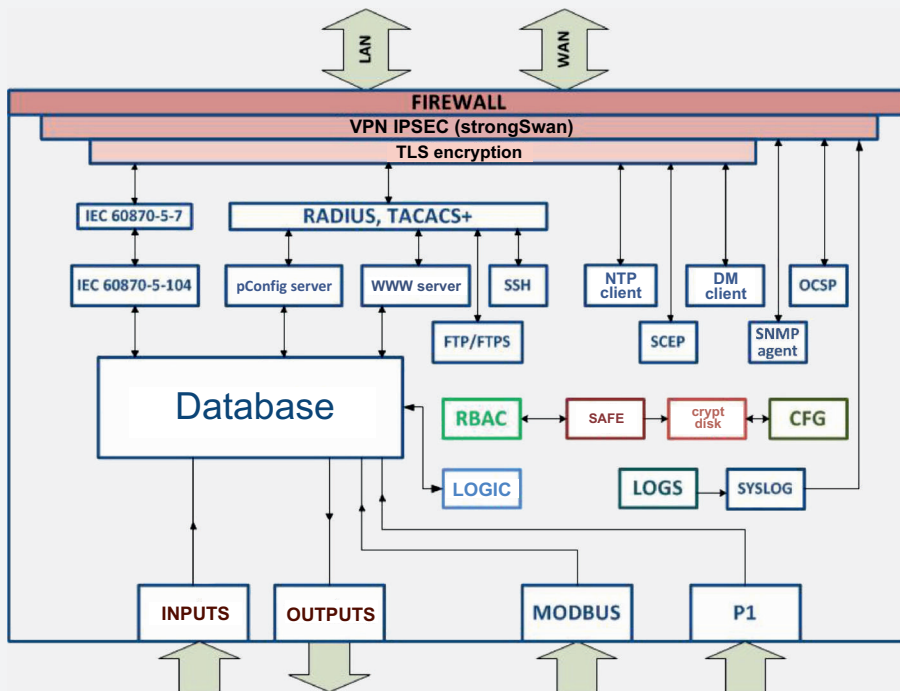 LAN
WAN
FIREWALL
VPN IPSEC (strongSwan)
TLS encryption
IEC 60870-5-7
RADIUS, TACACS+
IEC 60870-5-104
pConfig server
WWW server
SSH
NTP
client
DM
client
OCSP
FTP/FTPS
SCEP
SNMP
agent
Database
RBAC
SAFE
crypt
disk
CFG
LOGIC
LOGS
SYSLOG
INPUTS
OUTPUTS
MODBUS
P1